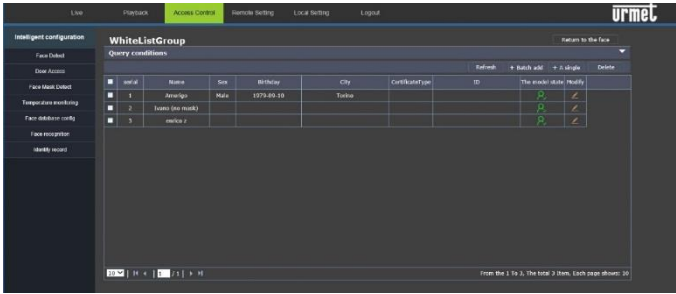 Live Playback Access Control Remote Setting Local Setting Logout urmet
Intelligent configuration
Face Detect
Door Access
Face Mask Detect
Temperature monitoring
Face database config
Face recognition
Identify record
WhiteListGroup Return to the face
Query conditions
Refresh + Batch add + A single Delete
serial Name Sex Birthday City CertificateType ID The model state Modify
1 Amerigo Male 1979-09-10 Torino
2 Ivano (no mask)
3 enrico z
10 1 / 1 From the 1 To 3, The total 3 Item. Each page shows: 10